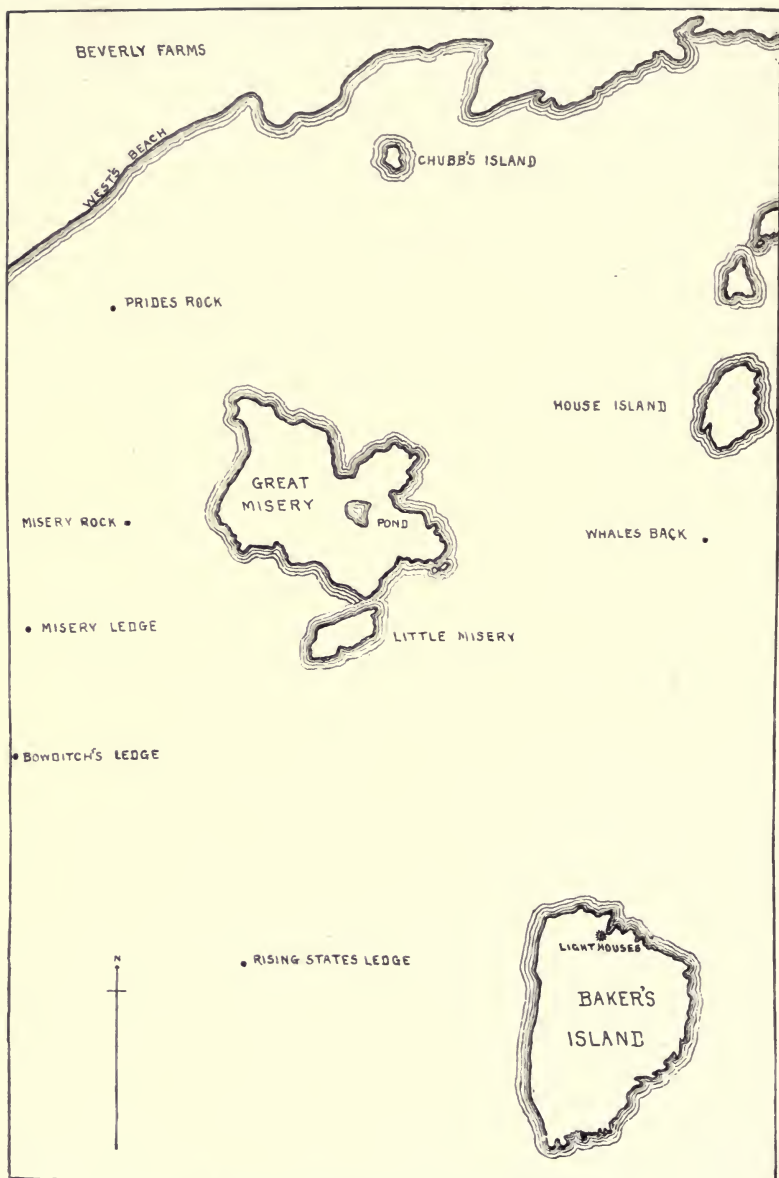 BEVERLY FARMS
WEST'S BEACH
CHUBB'S ISLAND
PRIDES ROCK
HOUSE ISLAND
GREAT
MISERY
POND
MISERY ROCK
WHALES BACK
MISERY LEDGE
LITTLE MISERY
BOWDITCH'S LEDGE
LIGHTHOUSES
N
RISING STATES LEDGE
BAKER'S
ISLAND